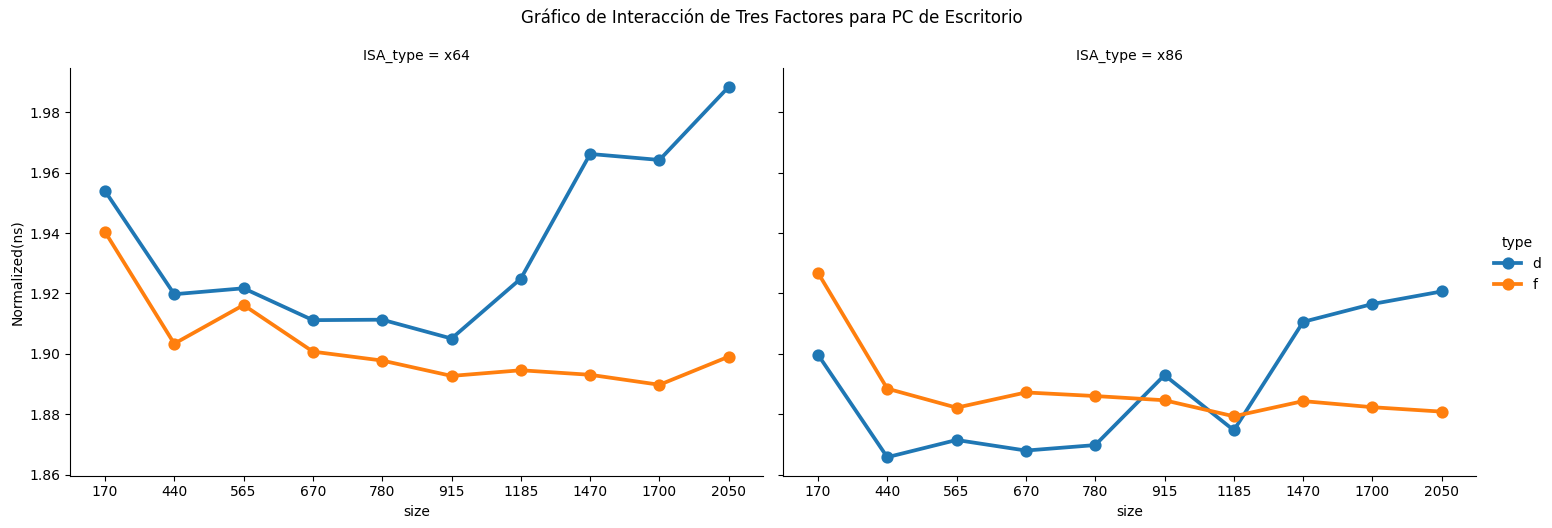 Gráfico de Interacción de Tres Factores para PC de Escritorio
ISA_type = x64
ISA_type = x86
1.98
1.96
1.94
1.92
1.90
1.88
1.86
Normalized(ns)
170 440 565 670 780 915 1185 1470 1700 2050
size
170 440 565 670 780 915 1185 1470 1700 2050
size
type
d
f